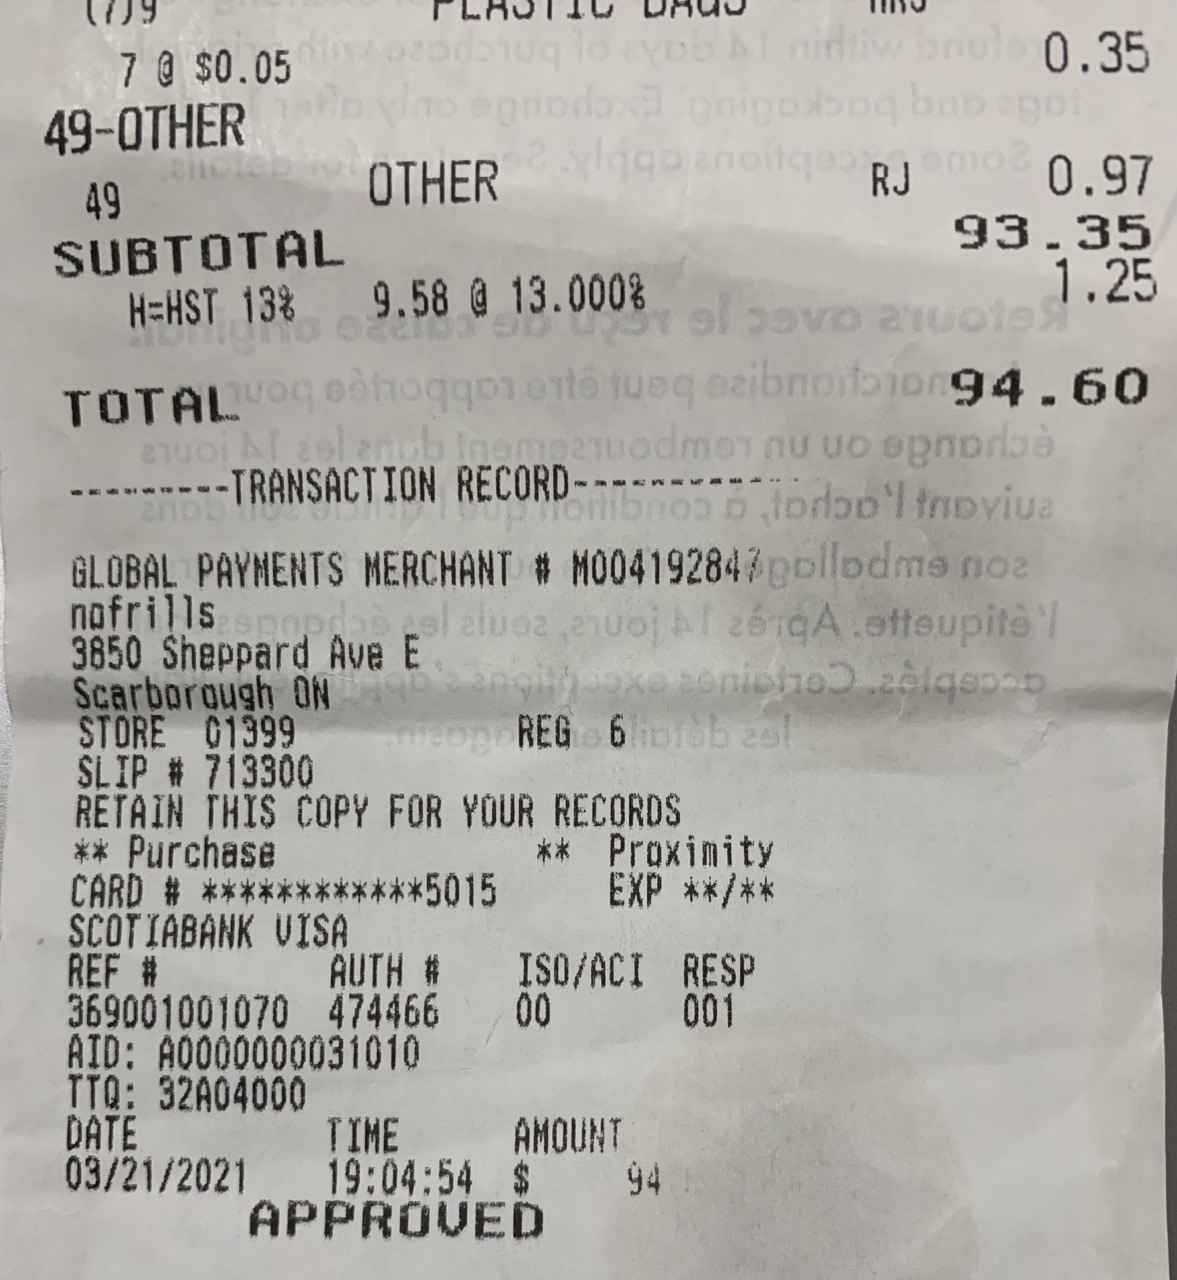 PLASTIC BAGS
7 @ $0.05 0.35
49-OTHER
49 OTHER RJ 0.97
SUBTOTAL 93.35
H=HST 13% 9.58 @ 13.000% 1.25
TOTAL 94.60
---------TRANSACTION RECORD------------
GLOBAL PAYMENTS MERCHANT # M004192847
nofrills
3850 Sheppard Ave E
Scarborough ON
STORE 01399 REG 6
SLIP # 713300
RETAIN THIS COPY FOR YOUR RECORDS
** Purchase ** Proximity
CARD # ************5015 EXP **/**
SCOTIABANK VISA
REF # AUTH # ISO/ACI RESP
369001001070 474466 00 001
AID: A0000000031010
TTQ: 32A04000
DATE TIME AMOUNT
03/21/2021 19:04:54 $ 94
APPROVED